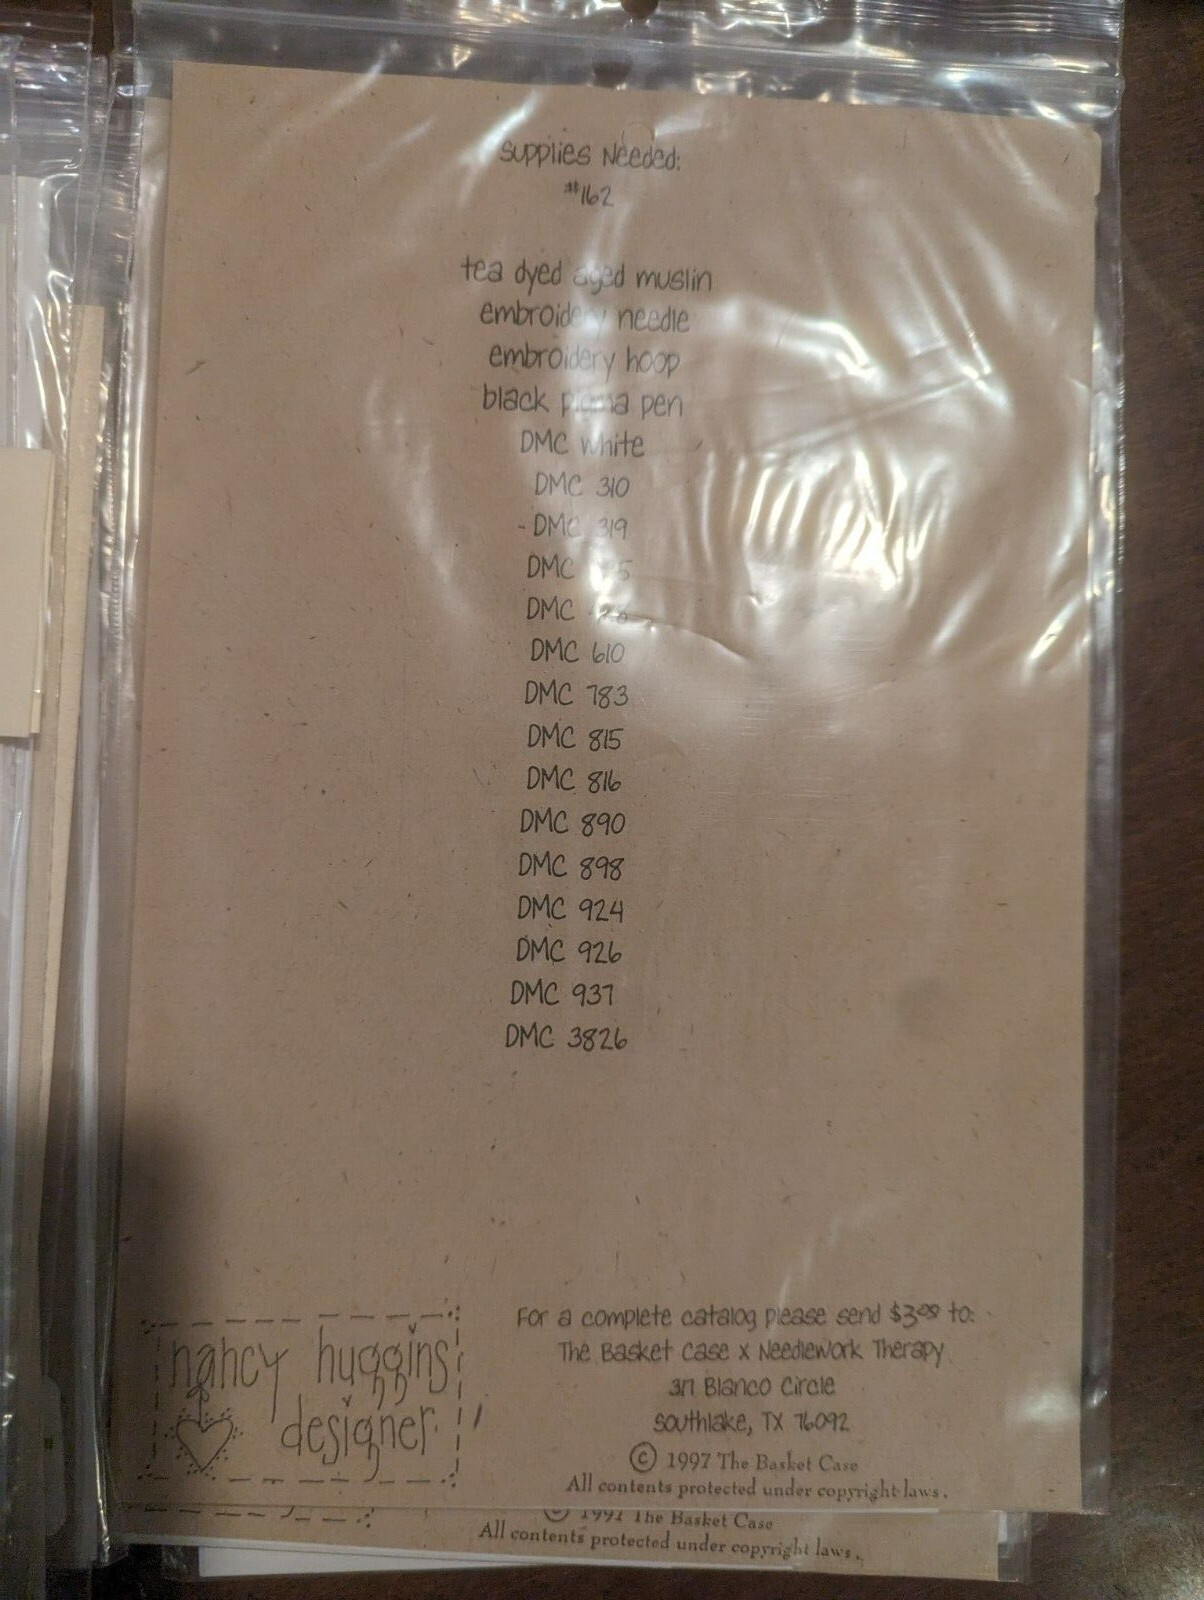 Supplies Needed:
#162
tea dyed aged muslin
embroidery needle
embroidery hoop
black pigma pen
DMC white
DMC 310
- DMC 319
DMC
DMC
DMC 610
DMC 783
DMC 815
DMC 816
DMC 890
DMC 898
DMC 924
DMC 926
DMC 937
DMC 3826
For a complete catalog please send $3.00 to:
The Basket Case x Needlework Therapy
317 Blanco Circle
Southlake, TX 76092
© 1997 The Basket Case
All contents protected under copyright laws.
nancy huggins
designer
The Basket Case
All contents protected under copyright laws.